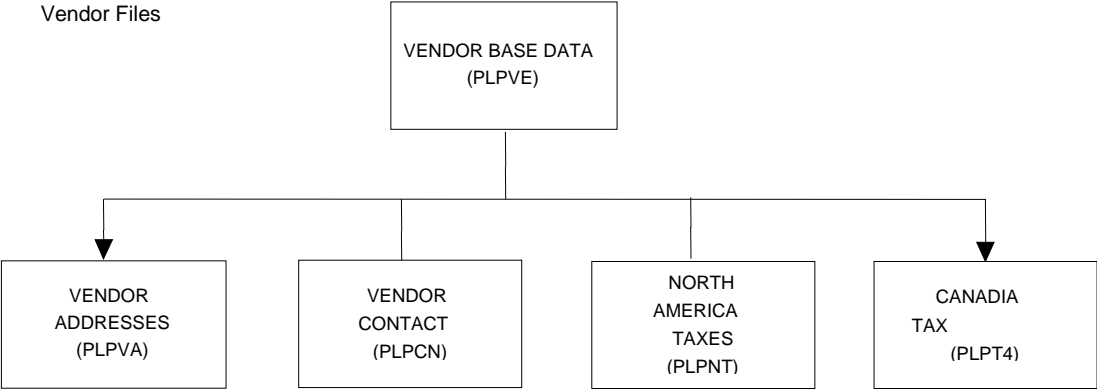 Vendor Files
VENDOR BASE DATA
(PLPVE)
VENDOR
ADDRESSES
(PLPVA)
VENDOR
CONTACT
(PLPCN)
NORTH
AMERICA
TAXES
(PLPNT)
CANADIA
TAX
(PLPT4)